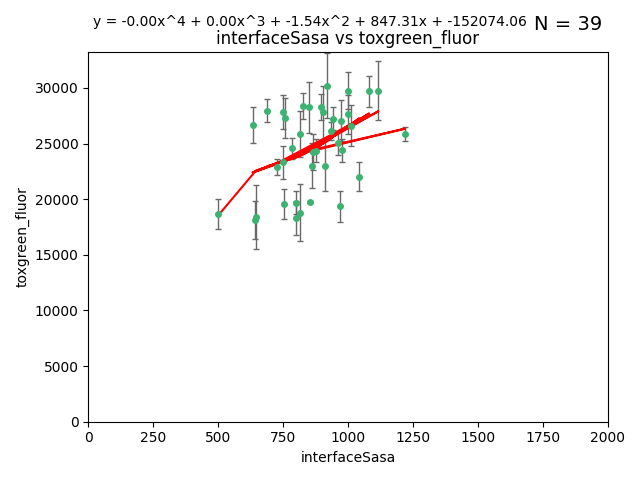 y = -0.00x^4 + 0.00x^3 + -1.54x^2 + 847.31x + -152074.06
N = 39
interfaceSasa vs toxgreen_fluor
30000
25000
20000
15000
10000
5000
0
toxgreen_fluor
0 250 500 750 1000 1250 1500 1750 2000
interfaceSasa